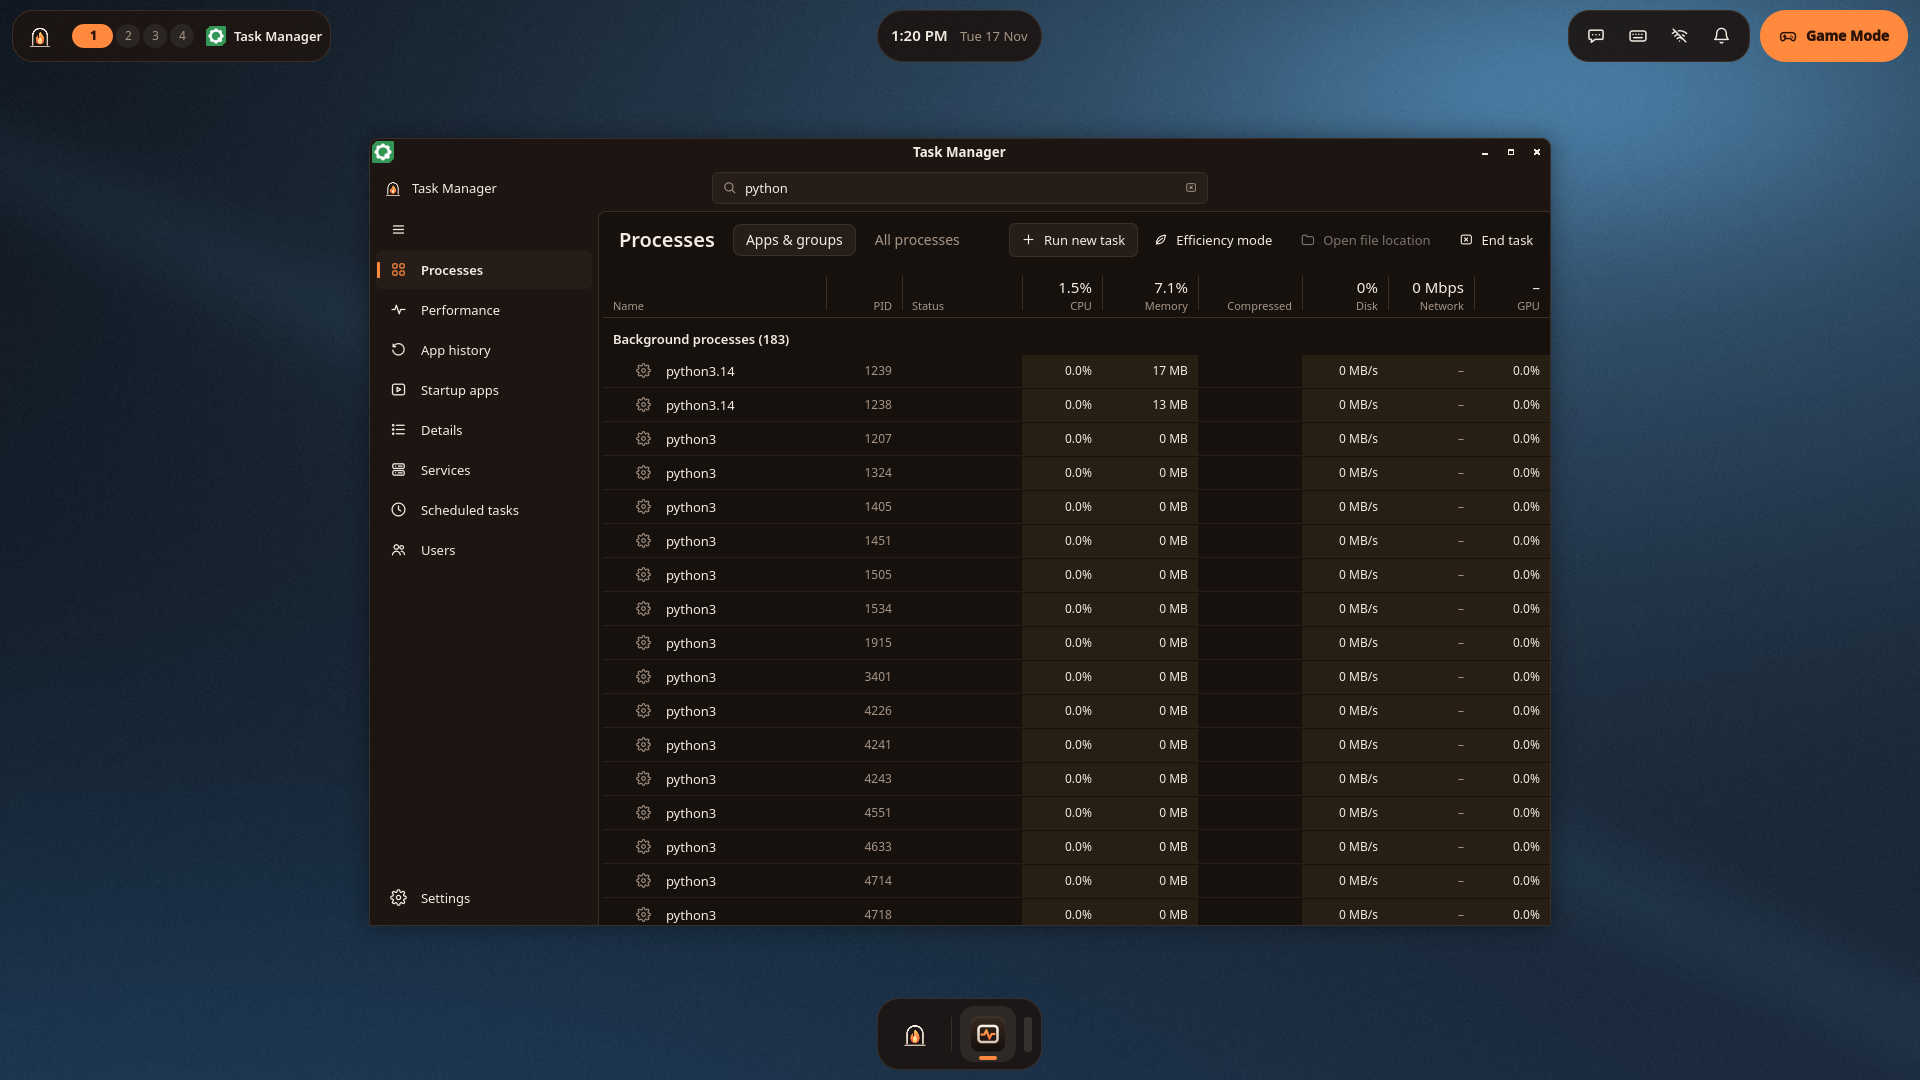 1 2 3 4 Task Manager
1:20 PM Tue 17 Nov
Game Mode
Task Manager
Task Manager
python
Processes
Performance
App history
Startup apps
Details
Services
Scheduled tasks
Users
Settings
Processes Apps & groups All processes Run new task Efficiency mode Open file location End task
1.5% 7.1% 0% 0 Mbps –
Name PID Status CPU Memory Compressed Disk Network GPU
Background processes (183)
python3.14 1239 0.0% 17 MB 0 MB/s – 0.0%
python3.14 1238 0.0% 13 MB 0 MB/s – 0.0%
python3 1207 0.0% 0 MB 0 MB/s – 0.0%
python3 1324 0.0% 0 MB 0 MB/s – 0.0%
python3 1405 0.0% 0 MB 0 MB/s – 0.0%
python3 1451 0.0% 0 MB 0 MB/s – 0.0%
python3 1505 0.0% 0 MB 0 MB/s – 0.0%
python3 1534 0.0% 0 MB 0 MB/s – 0.0%
python3 1915 0.0% 0 MB 0 MB/s – 0.0%
python3 3401 0.0% 0 MB 0 MB/s – 0.0%
python3 4226 0.0% 0 MB 0 MB/s – 0.0%
python3 4241 0.0% 0 MB 0 MB/s – 0.0%
python3 4243 0.0% 0 MB 0 MB/s – 0.0%
python3 4551 0.0% 0 MB 0 MB/s – 0.0%
python3 4633 0.0% 0 MB 0 MB/s – 0.0%
python3 4714 0.0% 0 MB 0 MB/s – 0.0%
python3 4718 0.0% 0 MB 0 MB/s – 0.0%